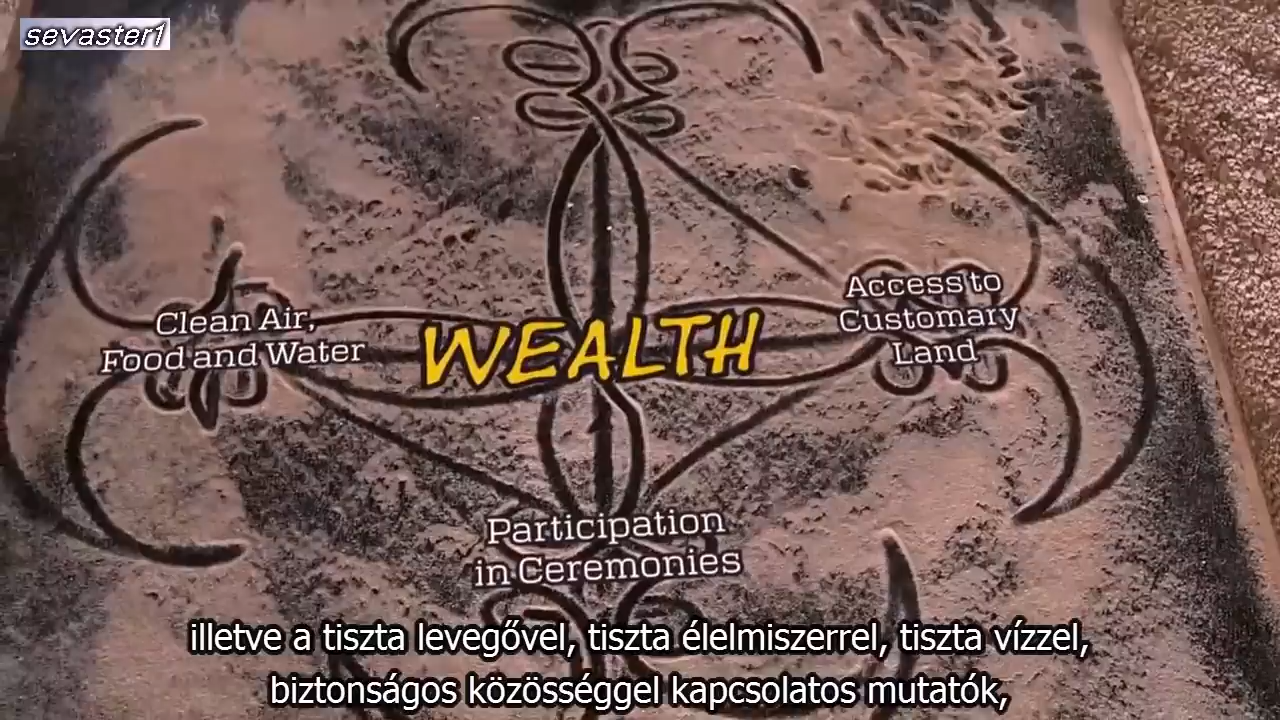 sevaster1
Clean Air,
Food and Water
WEALTH
Access to
Customary
Land
Participation
in Ceremonies
illetve a tiszta levegővel, tiszta élelmiszerrel, tiszta vízzel,
biztonságos közösséggel kapcsolatos mutatók,